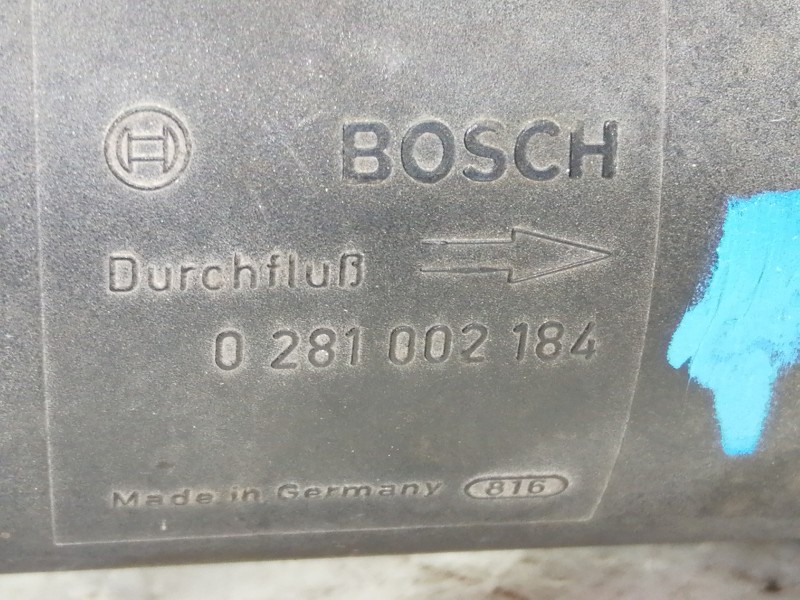 BOSCH
Durchfluß
0 281 002 184
Made in Germany 816